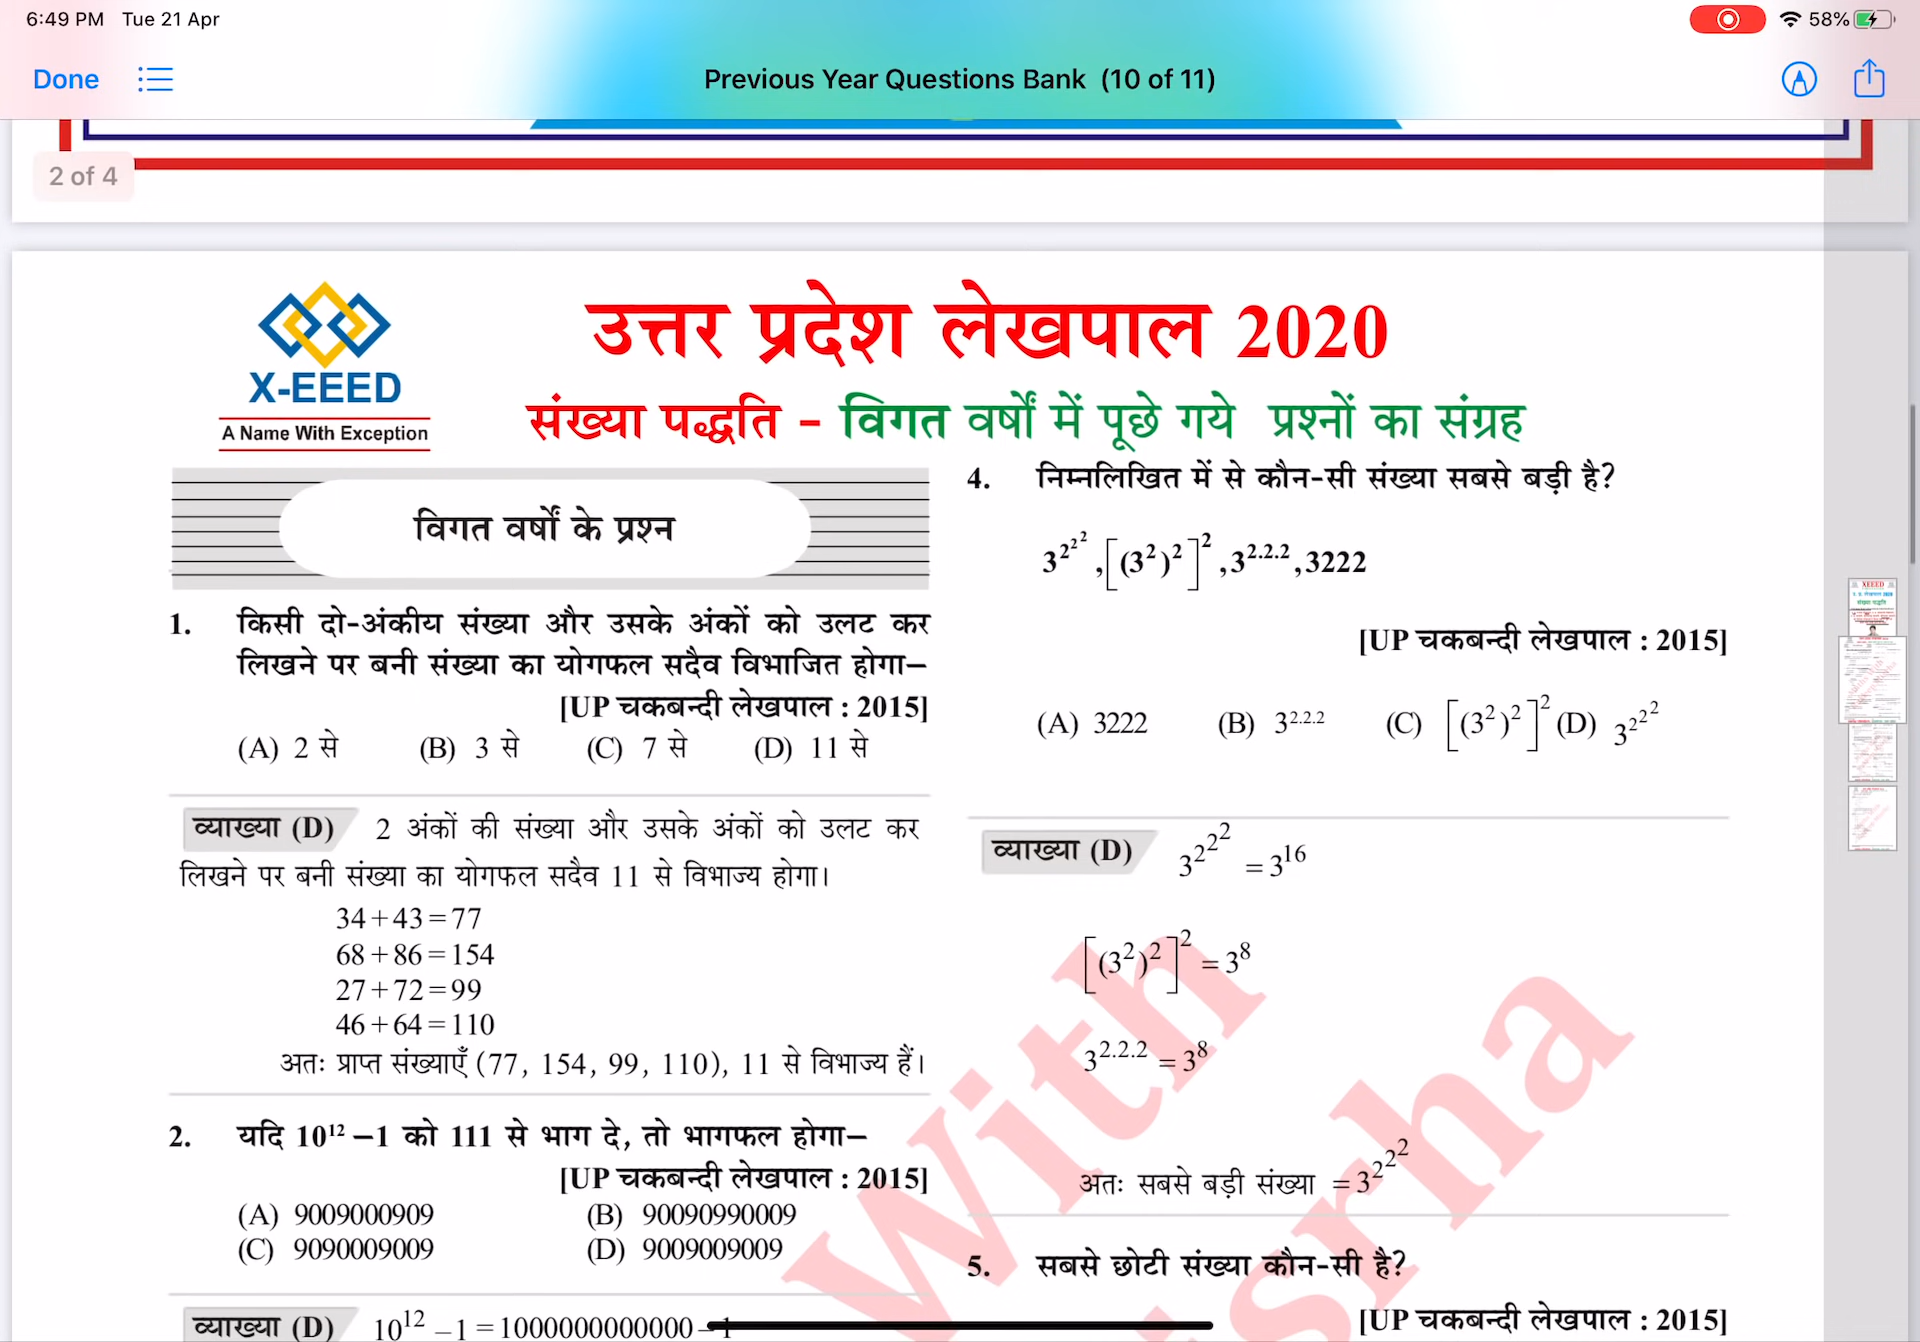 6:49 PM Tue 21 Apr
58%
Done
Previous Year Questions Bank (10 of 11)
2 of 4
X-EEED
A Name With Exception
उत्तर प्रदेश लेखपाल 2020
संख्या पद्धति - विगत वर्षों में पूछे गये प्रश्नों का संग्रह
विगत वर्षों के प्रश्न
1. किसी दो-अंकीय संख्या और उसके अंकों को उलट कर
लिखने पर बनी संख्या का योगफल सदैव विभाजित होगा–
[UP चकबन्दी लेखपाल : 2015]
(A) 2 से (B) 3 से (C) 7 से (D) 11 से
व्याख्या (D) 2 अंकों की संख्या और उसके अंकों को उलट कर
लिखने पर बनी संख्या का योगफल सदैव 11 से विभाज्य होगा।
34+43=77
68+86=154
27+72=99
46+64=110
अतः प्राप्त संख्याएँ (77, 154, 99, 110), 11 से विभाज्य हैं।
2. यदि 10¹² –1 को 111 से भाग दे, तो भागफल होगा–
[UP चकबन्दी लेखपाल : 2015]
(A) 9009000909 (B) 90090990009
(C) 9090009009 (D) 9009009009
व्याख्या (D) 10¹² –1 =1000000000000–1
4. निम्नलिखित में से कौन-सी संख्या सबसे बड़ी है?
3^2^2^2, [(3²)²]², 3^2.2.2, 3222
[UP चकबन्दी लेखपाल : 2015]
(A) 3222 (B) 3^2.2.2 (C) [(3²)²]² (D) 3^2^2^2
व्याख्या (D) 3^2^2^2 = 3¹⁶
[(3²)²]² = 3⁸
3^2.2.2 = 3⁸
अतः सबसे बड़ी संख्या = 3^2^2^2
5. सबसे छोटी संख्या कौन-सी है?
[UP चकबन्दी लेखपाल : 2015]
With